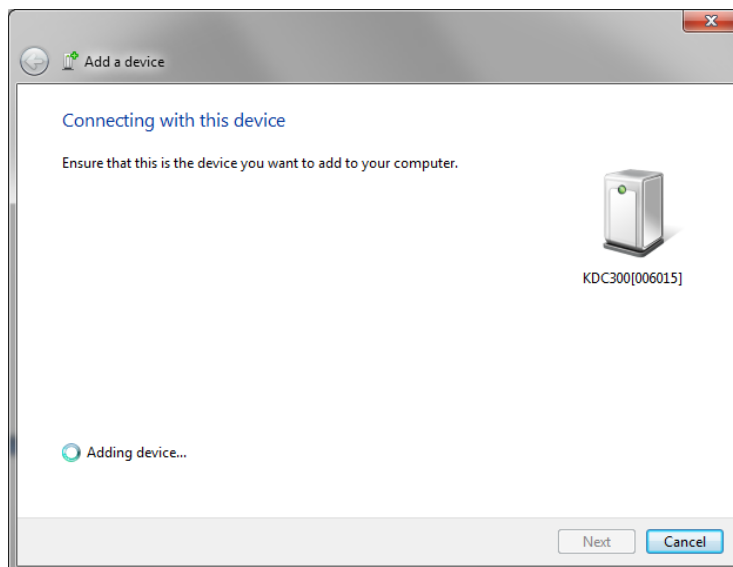 Add a device
Connecting with this device
Ensure that this is the device you want to add to your computer.
KDC300[006015]
Adding device...
Next
Cancel